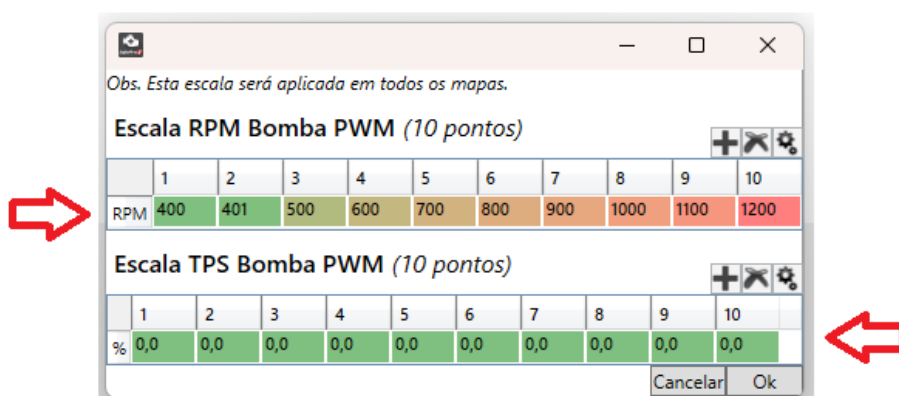 Obs. Esta escala será aplicada em todos os mapas.
Escala RPM Bomba PWM (10 pontos)
1 2 3 4 5 6 7 8 9 10
RPM 400 401 500 600 700 800 900 1000 1100 1200
Escala TPS Bomba PWM (10 pontos)
1 2 3 4 5 6 7 8 9 10
% 0,0 0,0 0,0 0,0 0,0 0,0 0,0 0,0 0,0 0,0
Cancelar Ok